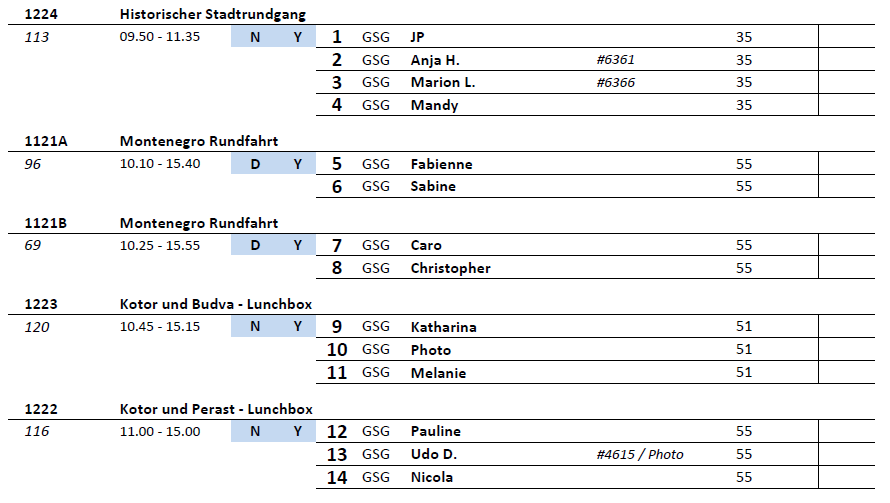 1224 Historischer Stadtrundgang
113 09.50 - 11.35 N Y 1 GSG JP 35
2 GSG Anja H. #6361 35
3 GSG Marion L. #6366 35
4 GSG Mandy 35
1121A Montenegro Rundfahrt
96 10.10 - 15.40 D Y 5 GSG Fabienne 55
6 GSG Sabine 55
1121B Montenegro Rundfahrt
69 10.25 - 15.55 D Y 7 GSG Caro 55
8 GSG Christopher 55
1223 Kotor und Budva - Lunchbox
120 10.45 - 15.15 N Y 9 GSG Katharina 51
10 GSG Photo 51
11 GSG Melanie 51
1222 Kotor und Perast - Lunchbox
116 11.00 - 15.00 N Y 12 GSG Pauline 55
13 GSG Udo D. #4615 / Photo 55
14 GSG Nicola 55